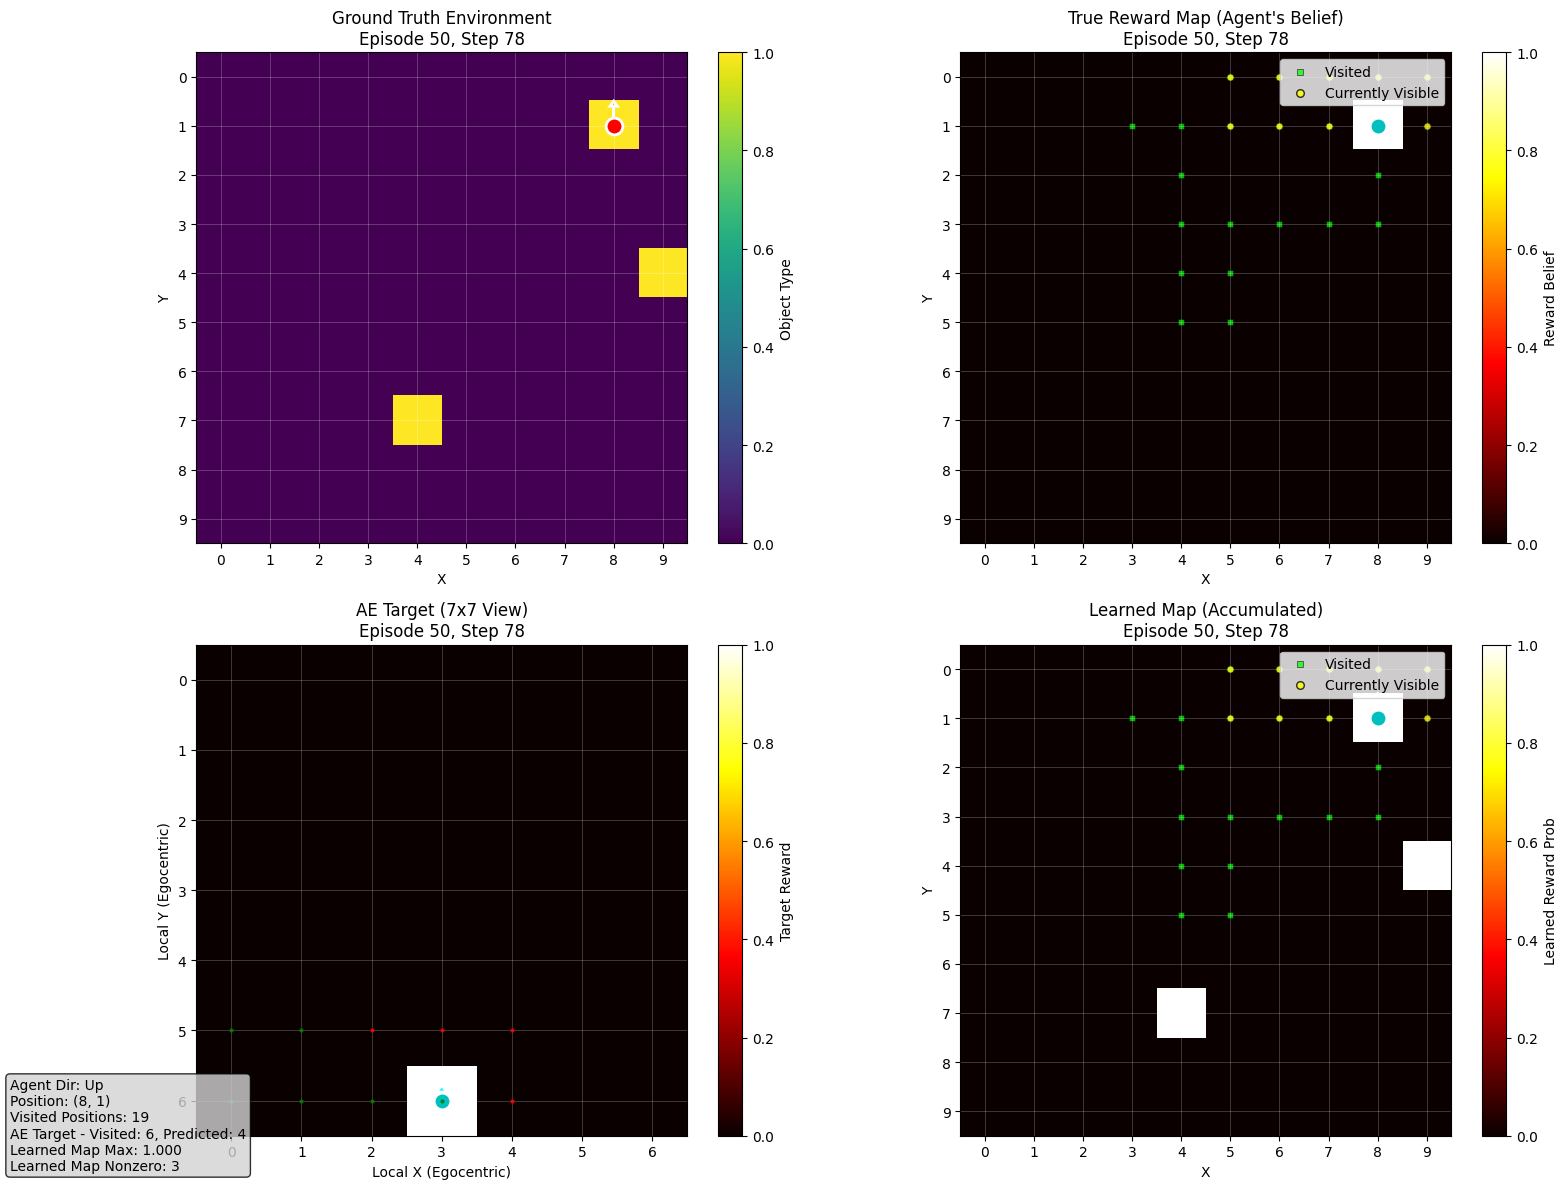 Ground Truth Environment
Episode 50, Step 78
0
1
2
3
4
5
6
7
8
9
Y
0 1 2 3 4 5 6 7 8 9
X
1.0
0.8
0.6
0.4
0.2
0.0
Object Type
True Reward Map (Agent's Belief)
Episode 50, Step 78
Visited
Currently Visible
0
1
2
3
4
5
6
7
8
9
Y
0 1 2 3 4 5 6 7 8 9
X
1.0
0.8
0.6
0.4
0.2
0.0
Reward Belief
AE Target (7x7 View)
Episode 50, Step 78
0
1
2
3
4
5
6
Local Y (Egocentric)
0 1 2 3 4 5 6
Local X (Egocentric)
1.0
0.8
0.6
0.4
0.2
0.0
Target Reward
Agent Dir: Up
Position: (8, 1)
Visited Positions: 19
AE Target - Visited: 6, Predicted: 4
Learned Map Max: 1.000
Learned Map Nonzero: 3
Learned Map (Accumulated)
Episode 50, Step 78
Visited
Currently Visible
0
1
2
3
4
5
6
7
8
9
Y
0 1 2 3 4 5 6 7 8 9
X
1.0
0.8
0.6
0.4
0.2
0.0
Learned Reward Prob